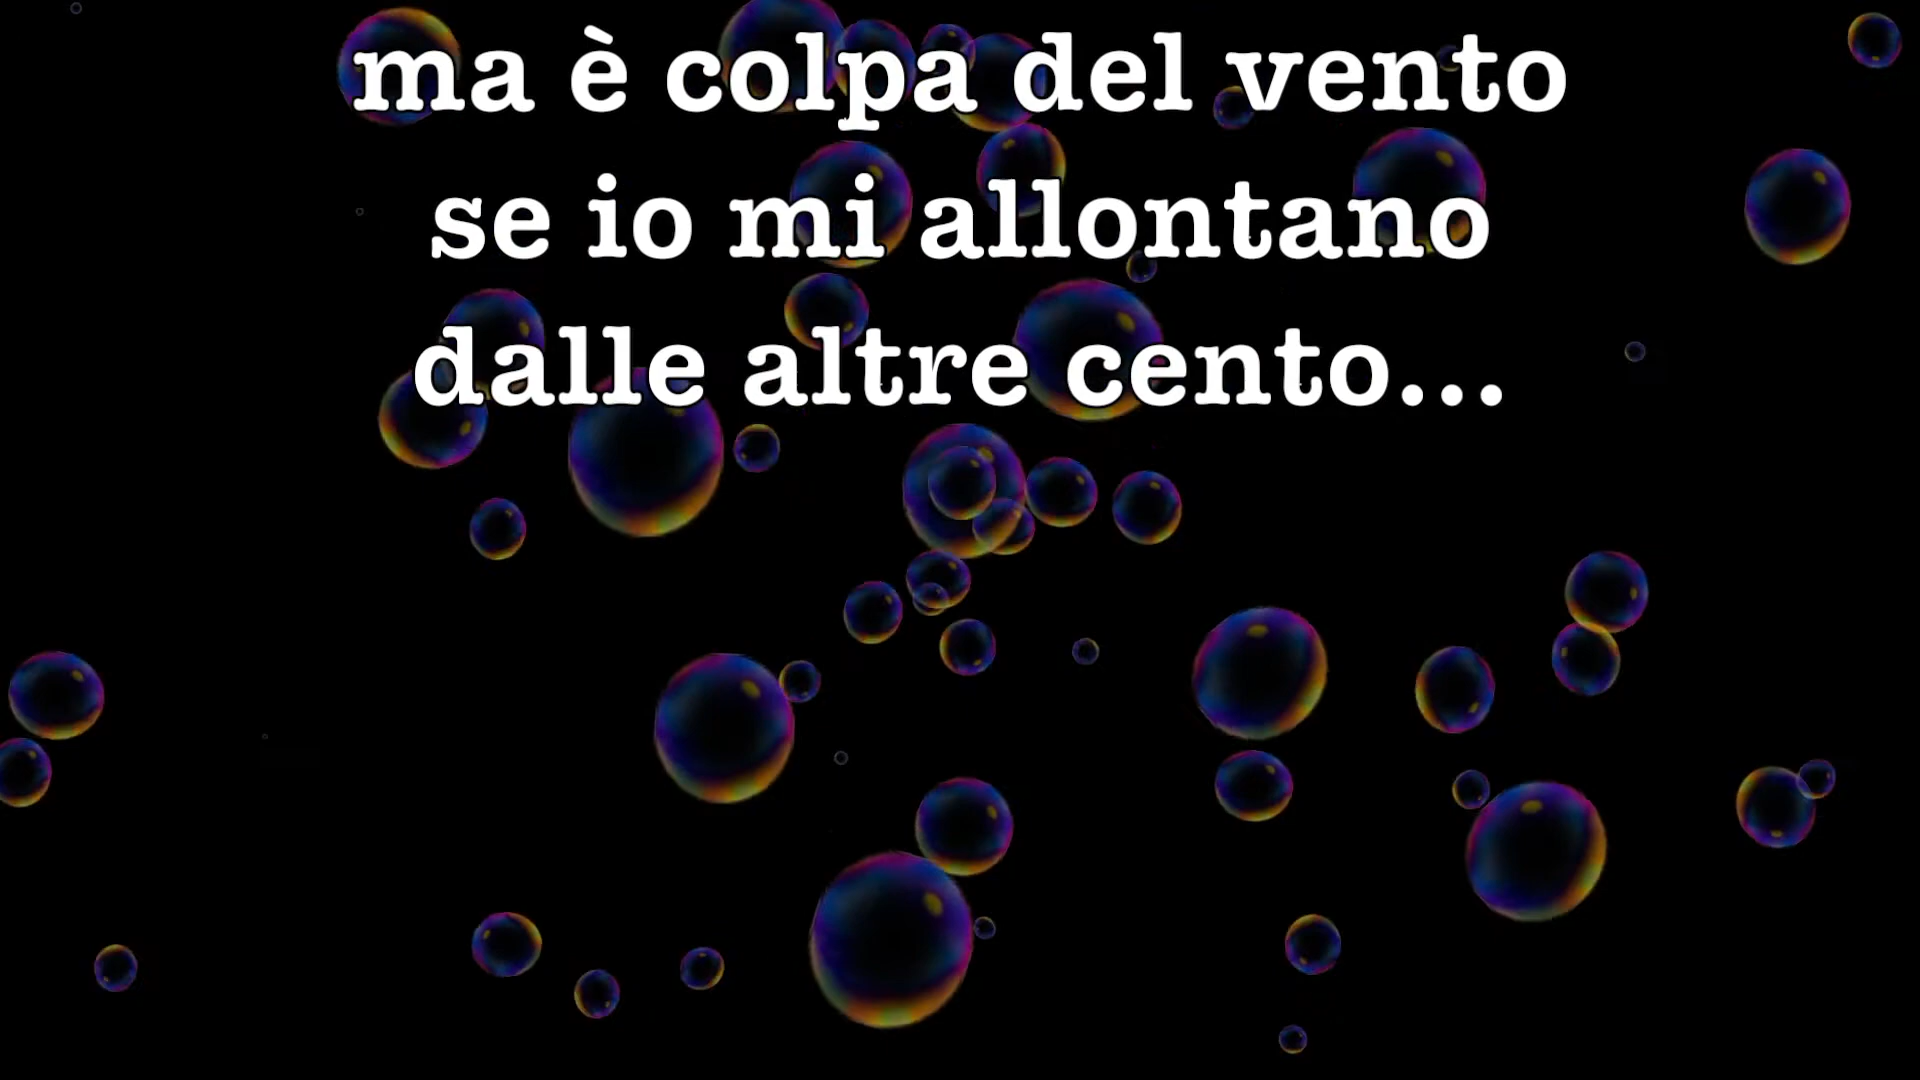 ma è colpa del vento
se io mi allontano
dalle altre cento...